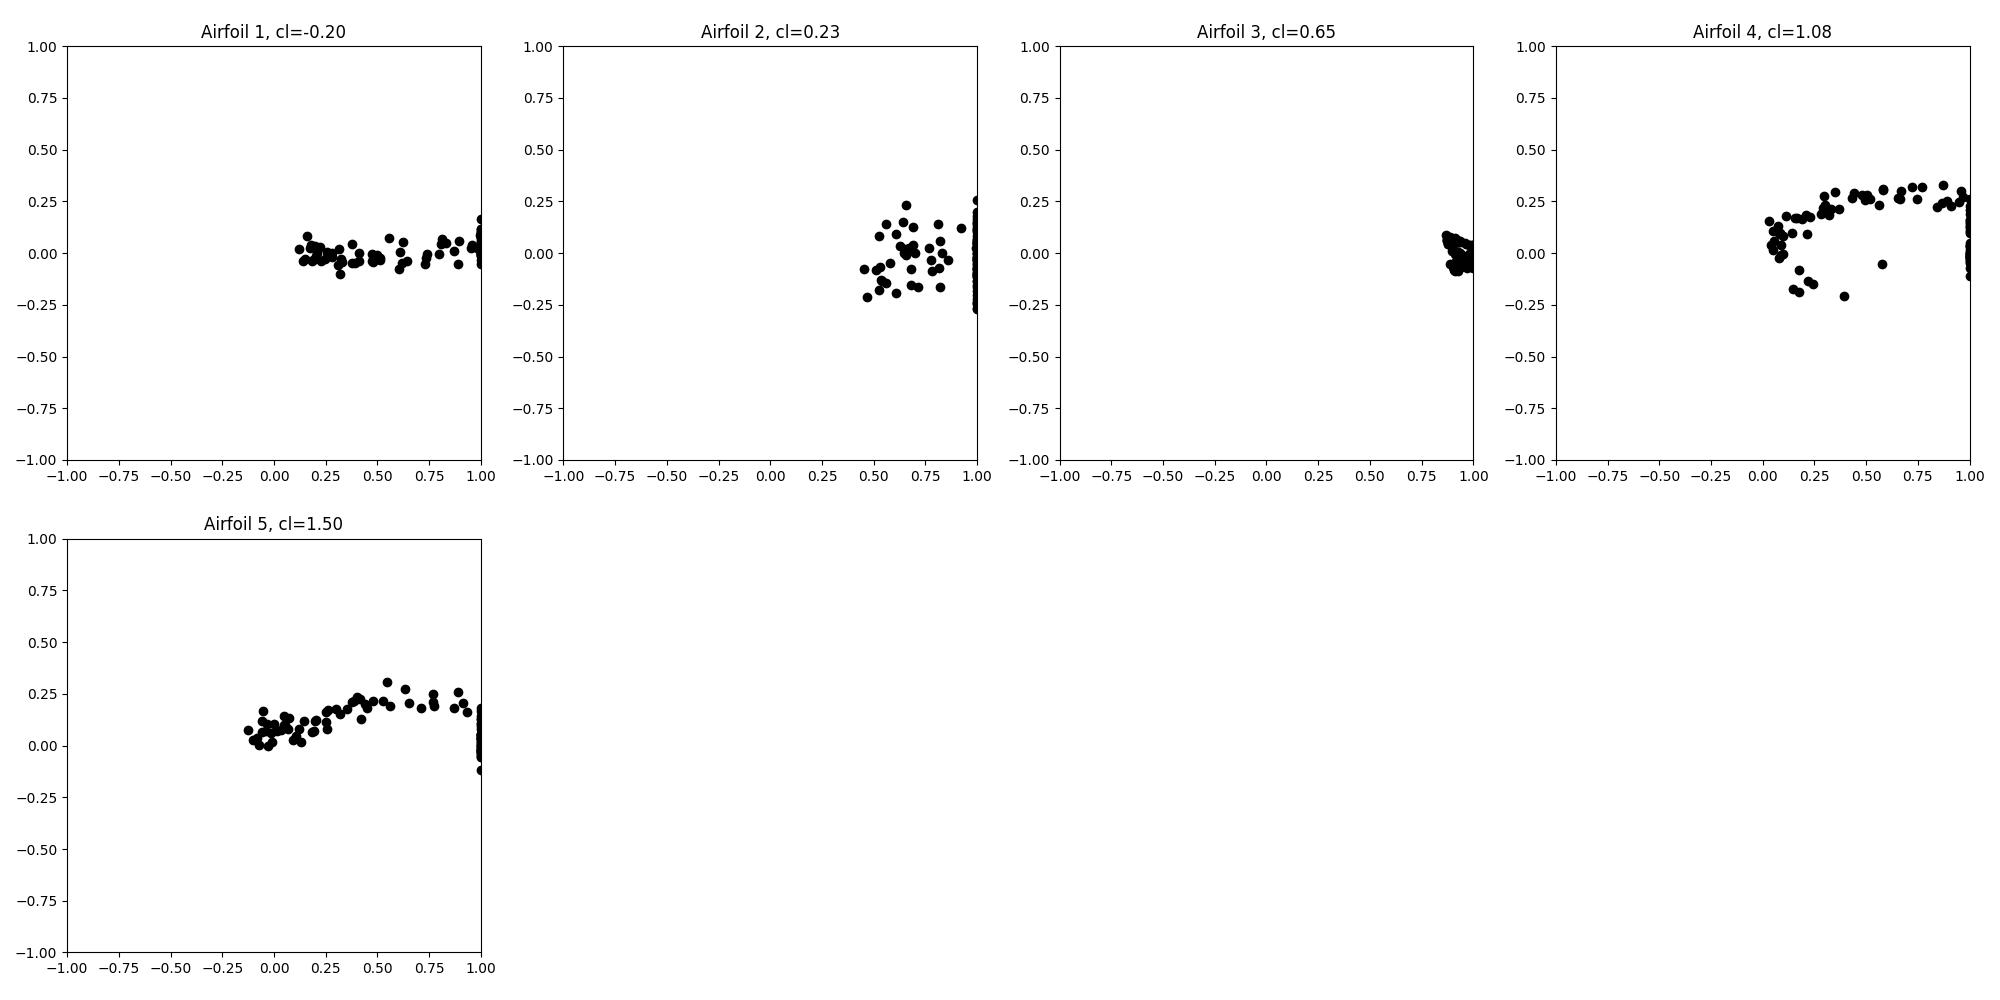 Airfoil 1, cl=-0.20
Airfoil 2, cl=0.23
Airfoil 3, cl=0.65
Airfoil 4, cl=1.08
1.00 1.00 1.00 1.00
0.75 0.75 0.75 0.75
0.50 0.50 0.50 0.50
0.25 0.25 0.25 0.25
0.00 0.00 0.00 0.00
−0.25 −0.25 −0.25 −0.25
−0.50 −0.50 −0.50 −0.50
−0.75 −0.75 −0.75 −0.75
−1.00 −1.00 −1.00 −1.00
−1.00 −0.75 −0.50 −0.25 0.00 0.25 0.50 0.75 1.00
−1.00 −0.75 −0.50 −0.25 0.00 0.25 0.50 0.75 1.00
−1.00 −0.75 −0.50 −0.25 0.00 0.25 0.50 0.75 1.00
−1.00 −0.75 −0.50 −0.25 0.00 0.25 0.50 0.75 1.00
Airfoil 5, cl=1.50
1.00
0.75
0.50
0.25
0.00
−0.25
−0.50
−0.75
−1.00
−1.00 −0.75 −0.50 −0.25 0.00 0.25 0.50 0.75 1.00